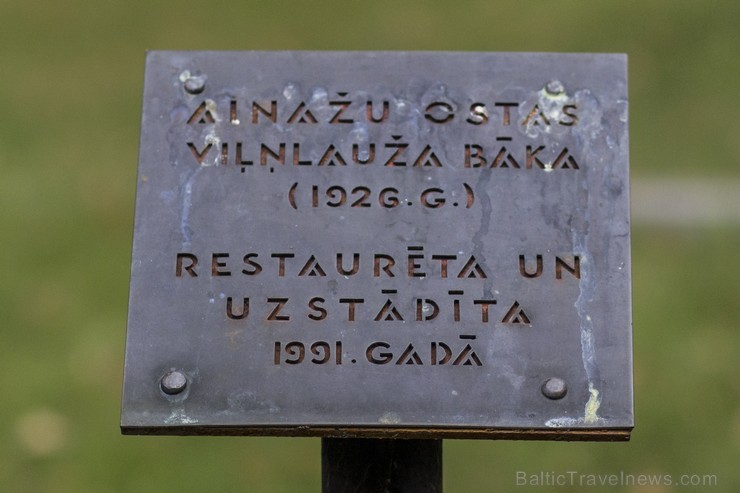 AINAŽU OSTAS
VIĻŅLAUŽA BĀKA
(1926.G.)
RESTAURĒTA UN
UZSTĀDĪTA
1991.GADĀ
BalticTravelnews.com